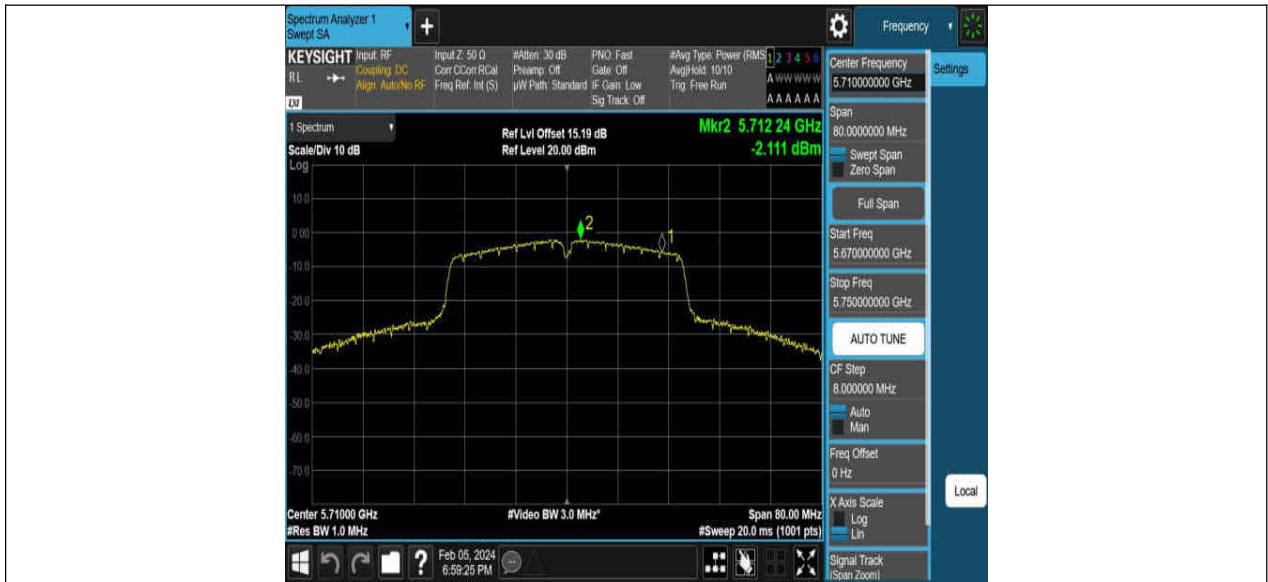 Spectrum Analyzer 1
Swept SA
+
Frequency
KEYSIGHT
RL
LXI
Input: RF
Coupling: DC
Align: Auto/No RF
Input Z: 50 Ω
Corr CCorr RCal
Freq Ref: Int (S)
#Atten: 30 dB
Preamp: Off
µW Path: Standard
PNO: Fast
Gate: Off
IF Gain: Low
Sig Track: Off
#Avg Type: Power (RMS
Avg|Hold: 10/10
Trig: Free Run
1 2 3 4 5 6
A W W W W W
A A A A A A
1 Spectrum
Scale/Div 10 dB
Log
Ref Lvl Offset 15.19 dB
Ref Level 20.00 dBm
Mkr2 5.712 24 GHz
-2.111 dBm
10.0
0.00
-10.0
-20.0
-30.0
-40.0
-50.0
-60.0
-70.0
2
1
Center 5.71000 GHz
#Res BW 1.0 MHz
#Video BW 3.0 MHz*
Span 80.00 MHz
#Sweep 20.0 ms (1001 pts)
Center Frequency
5.710000000 GHz
Settings
Span
80.0000000 MHz
Swept Span
Zero Span
Full Span
Start Freq
5.670000000 GHz
Stop Freq
5.750000000 GHz
AUTO TUNE
CF Step
8.000000 MHz
Auto
Man
Freq Offset
0 Hz
X Axis Scale
Log
Lin
Local
Signal Track
(Span Zoom)
?
Feb 05, 2024
6:59:25 PM